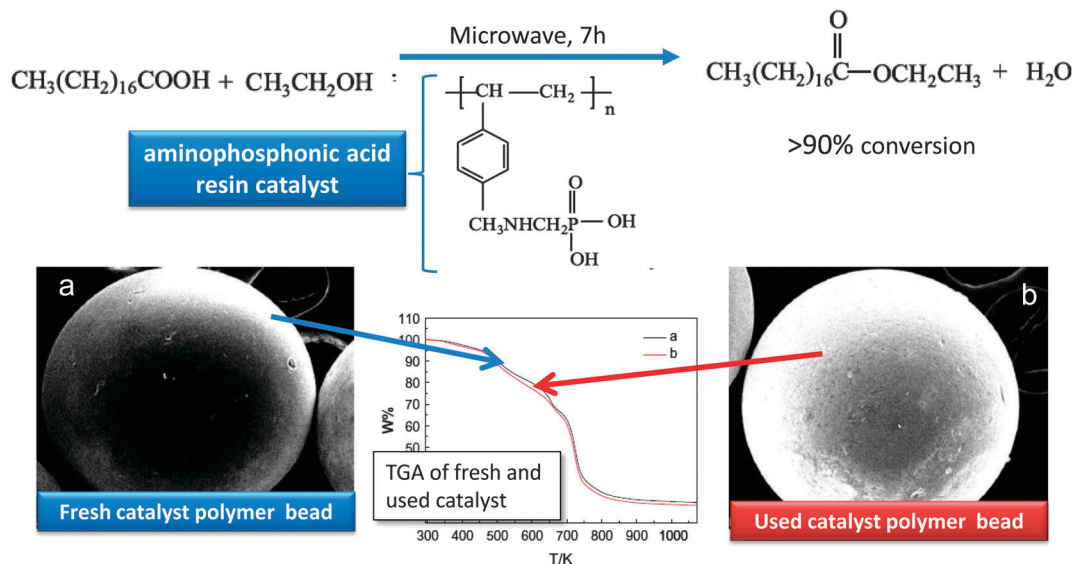 Microwave, 7h
CH₃(CH₂)₁₆COOH + CH₃CH₂OH
O
CH₃(CH₂)₁₆C—OCH₂CH₃ + H₂O
>90% conversion
aminophosphonic acid
resin catalyst
CH — CH₂
n
O
CH₃NHCH₂P—OH
OH
a
b
110
100
90
80
70
60
50
W%
a
b
TGA of fresh and
used catalyst
300 400 500 600 700 800 900 1000
T/K
Fresh catalyst polymer bead
Used catalyst polymer bead